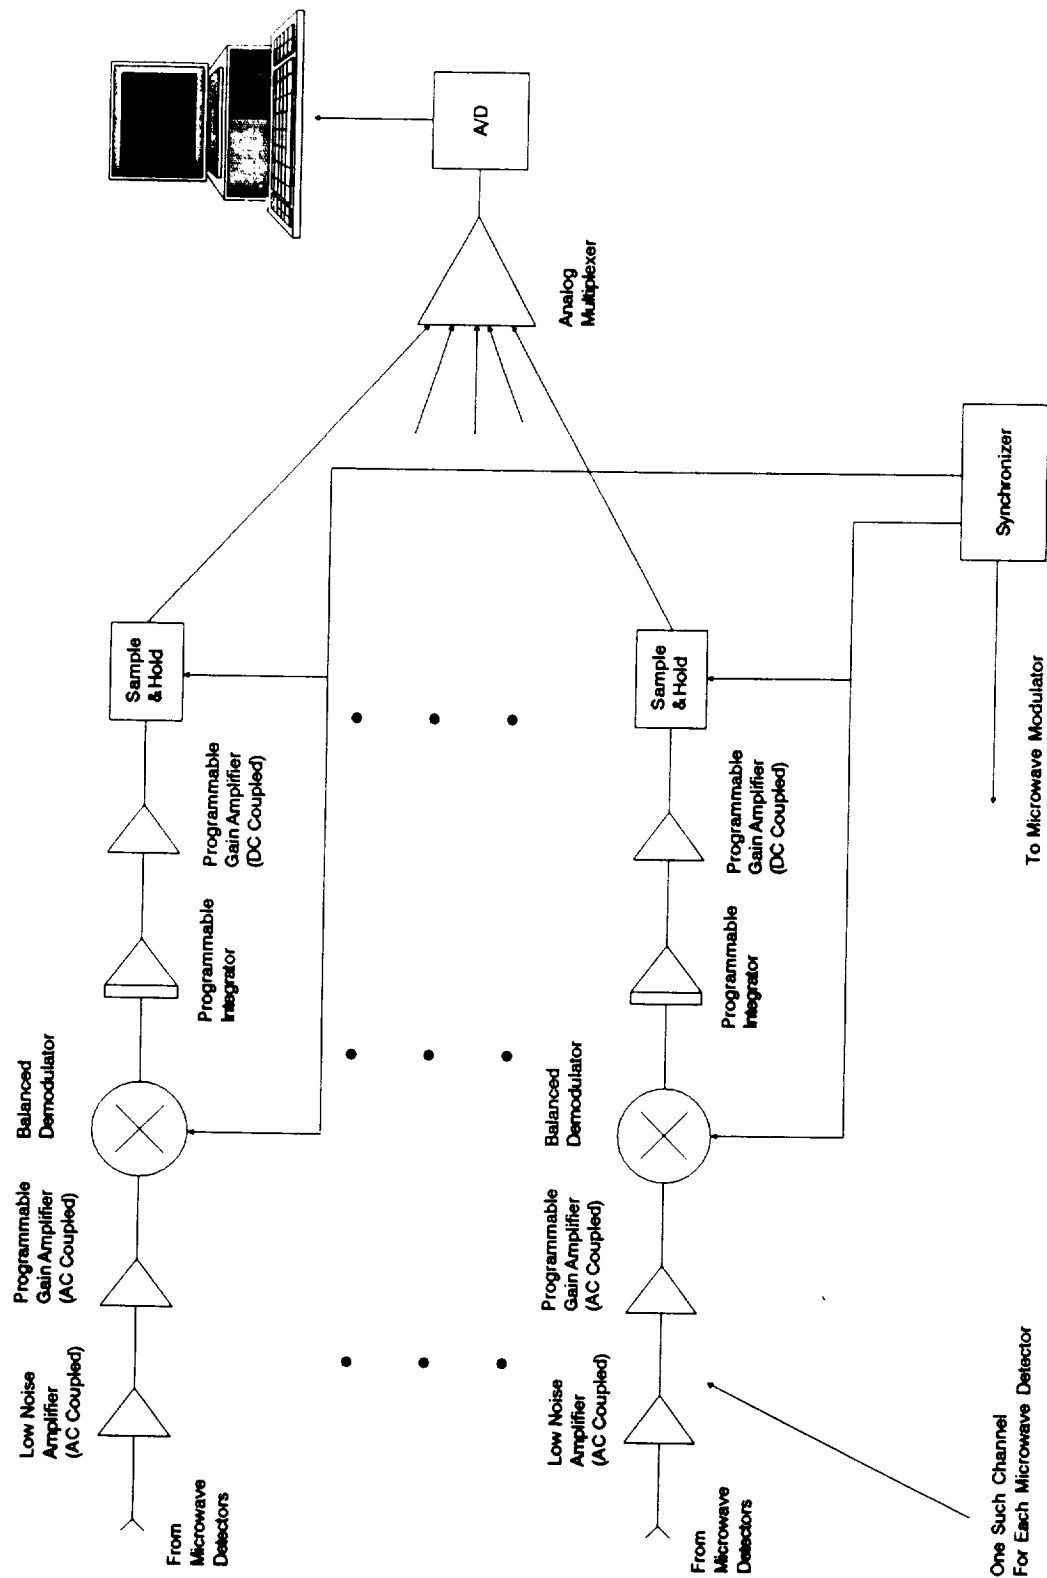 From
Microwave
Detectors
Low Noise
Amplifier
(AC Coupled)
Programmable
Gain Amplifier
(AC Coupled)
Balanced
Demodulator
Programmable
Integrator
Programmable
Gain Amplifier
(DC Coupled)
Sample
& Hold
Analog
Multiplexer
A/D
From
Microwave
Detectors
Low Noise
Amplifier
(AC Coupled)
Programmable
Gain Amplifier
(AC Coupled)
Balanced
Demodulator
Programmable
Integrator
Programmable
Gain Amplifier
(DC Coupled)
Sample
& Hold
Synchronizer
To Microwave Modulator
One Such Channel
For Each Microwave Detector